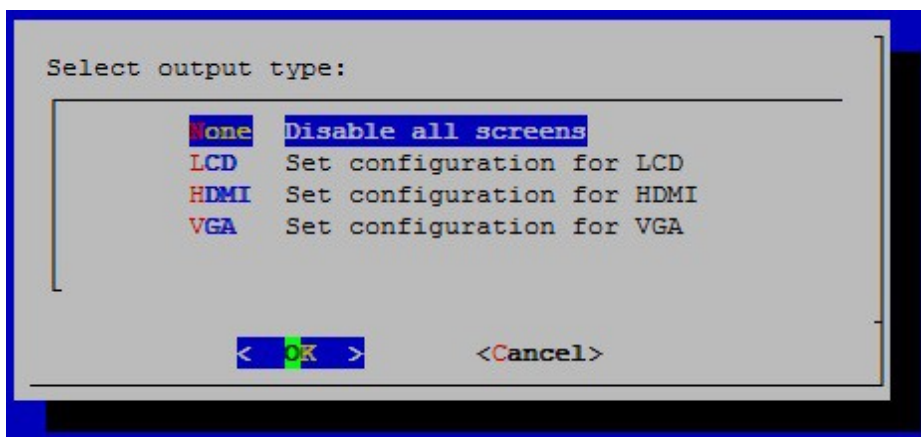 Select output type:
None Disable all screens
LCD Set configuration for LCD
HDMI Set configuration for HDMI
VGA Set configuration for VGA
< OK > <Cancel>